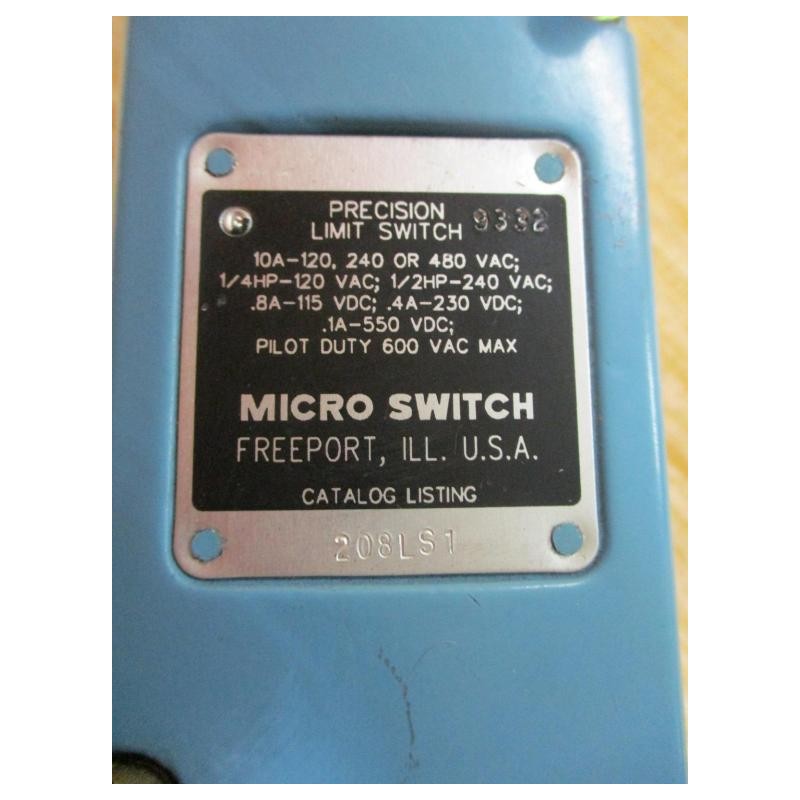 PRECISION
LIMIT SWITCH 9332
10A-120, 240 OR 480 VAC;
1/4HP-120 VAC; 1/2HP-240 VAC;
.8A-115 VDC; .4A-230 VDC;
.1A-550 VDC;
PILOT DUTY 600 VAC MAX
MICRO SWITCH
FREEPORT, ILL. U.S.A.
CATALOG LISTING
208LS1